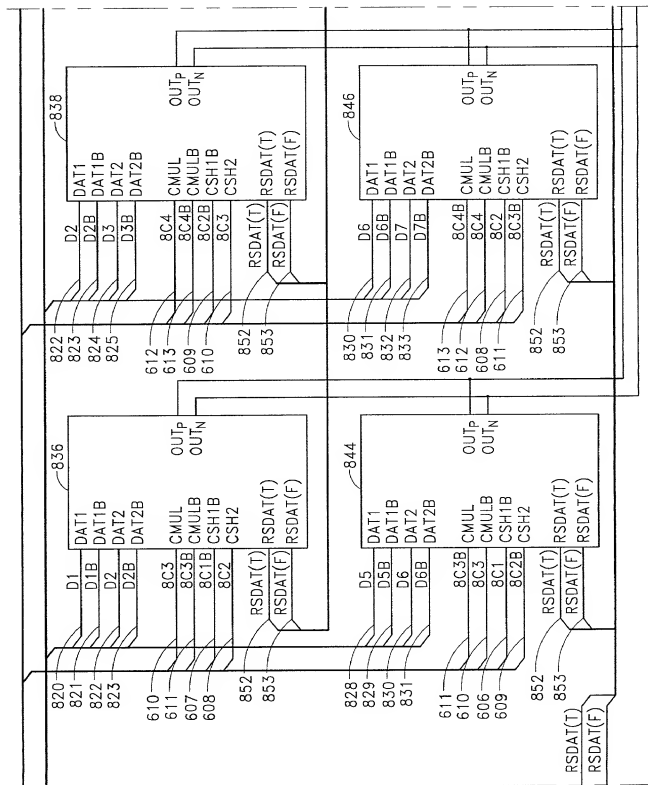 838
DAT1
DAT1B
DAT2
DAT2B
CMUL
CMULB
CSH1B
CSH2
RSDAT(T)
RSDAT(F)
OUTP
OUTN
D2
D2B
D3
D3B
8C4
8C4B
8C2B
8C3
RSDAT(T)
RSDAT(F)
822
823
824
825
612
613
609
610
852
853
846
DAT1
DAT1B
DAT2
DAT2B
CMUL
CMULB
CSH1B
CSH2
RSDAT(T)
RSDAT(F)
OUTP
OUTN
D6
D6B
D7
D7B
8C4B
8C4
8C2
8C3B
RSDAT(T)
RSDAT(F)
830
831
832
833
613
612
608
611
852
853
836
DAT1
DAT1B
DAT2
DAT2B
CMUL
CMULB
CSH1B
CSH2
RSDAT(T)
RSDAT(F)
OUTP
OUTN
D1
D1B
D2
D2B
8C3
8C3B
8C1B
8C2
RSDAT(T)
RSDAT(F)
820
821
822
823
610
611
607
608
852
853
844
DAT1
DAT1B
DAT2
DAT2B
CMUL
CMULB
CSH1B
CSH2
RSDAT(T)
RSDAT(F)
OUTP
OUTN
D5
D5B
D6
D6B
8C3B
8C3
8C1
8C2B
RSDAT(T)
RSDAT(F)
828
829
830
831
611
610
606
609
852
853
RSDAT(T)
RSDAT(F)